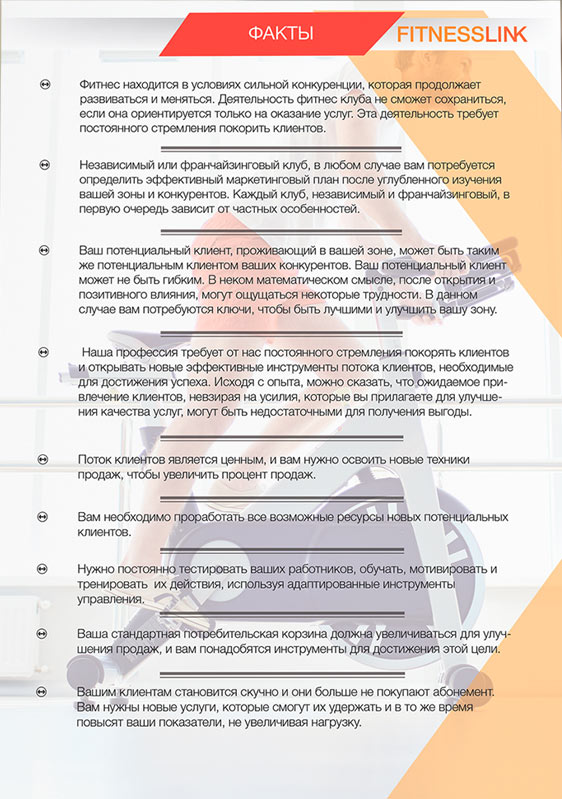 ФАКТЫ
FITNESSLINK
Фитнес находится в условиях сильной конкуренции, которая продолжает
развиваться и меняться. Деятельность фитнес клуба не сможет сохраниться,
если она ориентируется только на оказание услуг. Эта деятельность требует
постоянного стремления покорить клиентов.
Независимый или франчайзинговый клуб, в любом случае вам потребуется
определить эффективный маркетинговый план после углубленного изучения
вашей зоны и конкурентов. Каждый клуб, независимый и франчайзинговый, в
первую очередь зависит от частных особенностей.
Ваш потенциальный клиент, проживающий в вашей зоне, может быть таким
же потенциальным клиентом ваших конкурентов. Ваш потенциальный клиент
может не быть гибким. В неком математическом смысле, после открытия и
позитивного влияния, могут ощущаться некоторые трудности. В данном
случае вам потребуются ключи, чтобы быть лучшими и улучшить вашу зону.
Наша профессия требует от нас постоянного стремления покорять клиентов
и открывать новые эффективные инструменты потока клиентов, необходимые
для достижения успеха. Исходя с опыта, можно сказать, что ожидаемое при-
влечение клиентов, невзирая на усилия, которые вы прилагаете для улучше-
ния качества услуг, могут быть недостаточными для получения выгоды.
Поток клиентов является ценным, и вам нужно освоить новые техники
продаж, чтобы увеличить процент продаж.
Вам необходимо проработать все возможные ресурсы новых потенциальных
клиентов.
Нужно постоянно тестировать ваших работников, обучать, мотивировать и
тренировать их действия, используя адаптированные инструменты
управления.
Ваша стандартная потребительская корзина должна увеличиваться для улуч-
шения продаж, и вам понадобятся инструменты для достижения этой цели.
Вашим клиентам становится скучно и они больше не покупают абонемент.
Вам нужны новые услуги, которые смогут их удержать и в то же время
повысят ваши показатели, не увеличивая нагрузку.